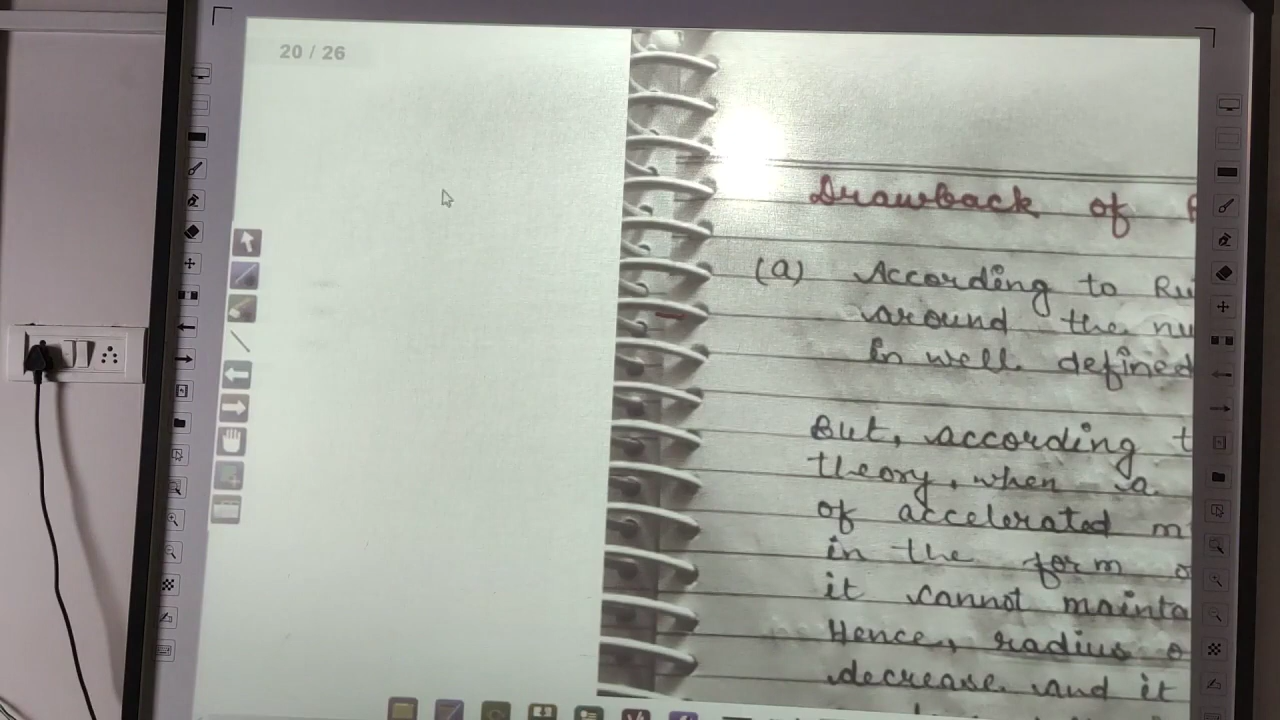 20 / 26
Drawback of
(a) According to Ru
around the nu
in well defined
But, according t
theory, when a
of accelerated m
in the form o
it cannot mainta
Hence, radius o
decrease and it